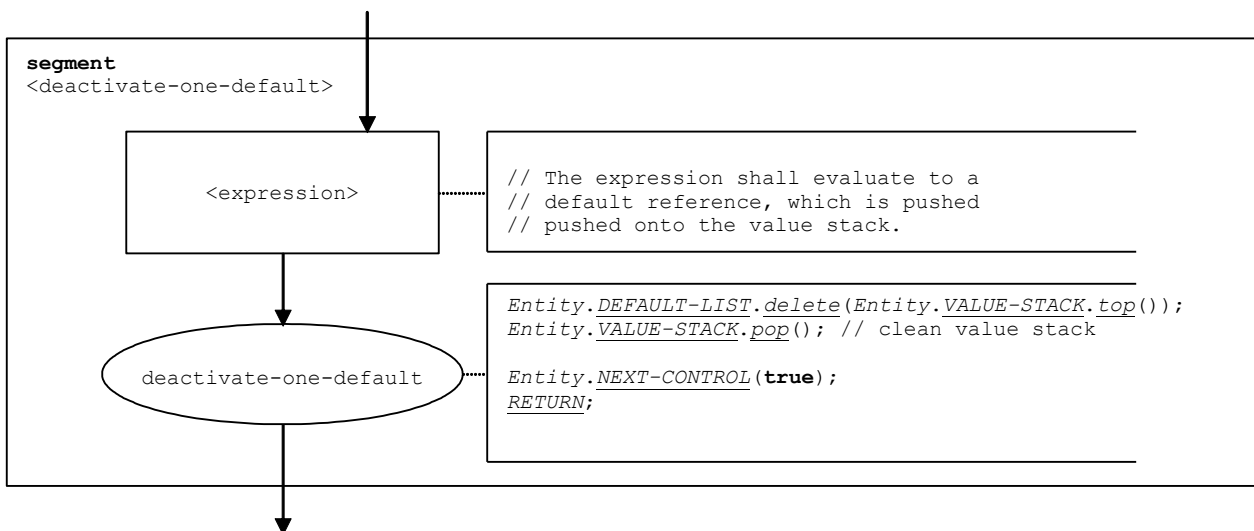 segment
<deactivate-one-default>
<expression>
// The expression shall evaluate to a
// default reference, which is pushed
// pushed onto the value stack.
deactivate-one-default
Entity.DEFAULT-LIST.delete(Entity.VALUE-STACK.top());
Entity.VALUE-STACK.pop(); // clean value stack
Entity.NEXT-CONTROL(true);
RETURN;